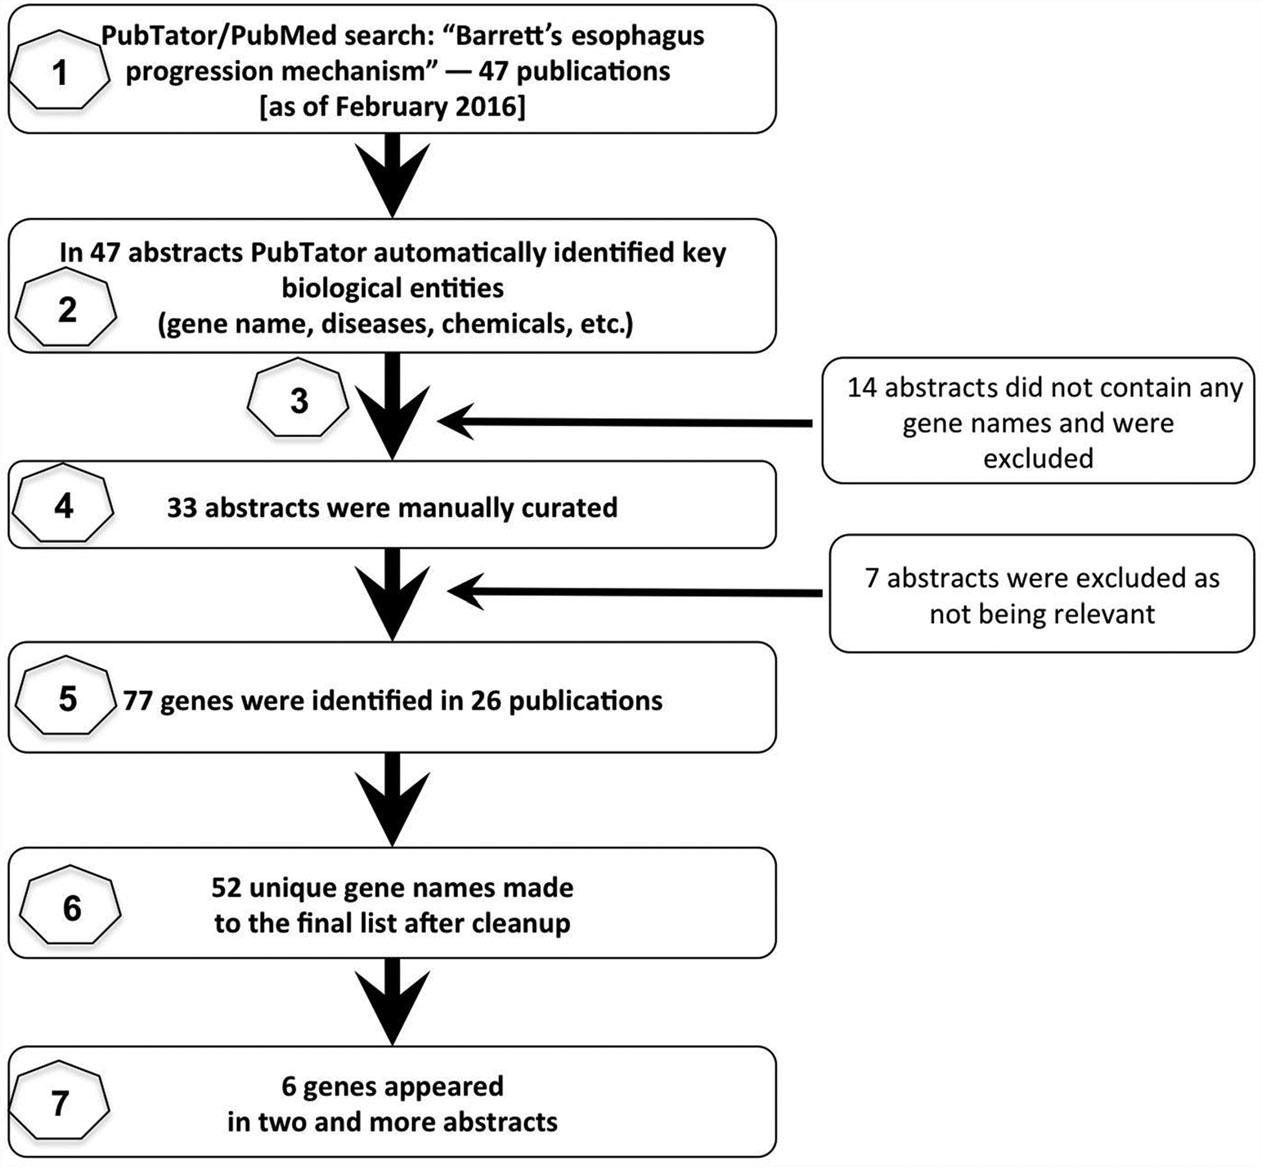 1
PubTator/PubMed search: “Barrett’s esophagus
progression mechanism” — 47 publications
[as of February 2016]
2
In 47 abstracts PubTator automatically identified key
biological entities
(gene name, diseases, chemicals, etc.)
3
14 abstracts did not contain any
gene names and were
excluded
4
33 abstracts were manually curated
7 abstracts were excluded as
not being relevant
5
77 genes were identified in 26 publications
6
52 unique gene names made
to the final list after cleanup
7
6 genes appeared
in two and more abstracts